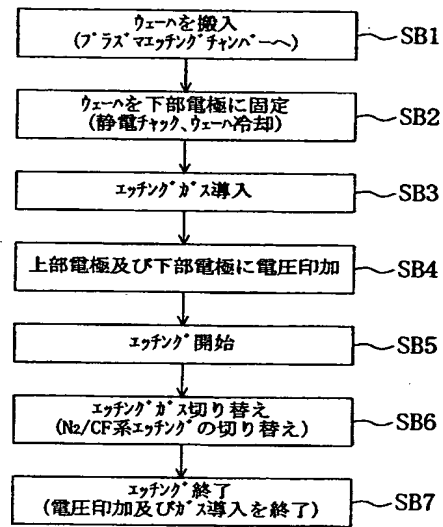 ウェーハを搬入
(プラズマエッチングチャンバーへ)
SB1
ウェーハを下部電極に固定
(静電チャック、ウェーハ冷却)
SB2
エッチングガス導入
SB3
上部電極及び下部電極に電圧印加
SB4
エッチング開始
SB5
エッチングガス切り替え
(N2/CF系エッチングの切り替え)
SB6
エッチング終了
(電圧印加及びガス導入を終了)
SB7